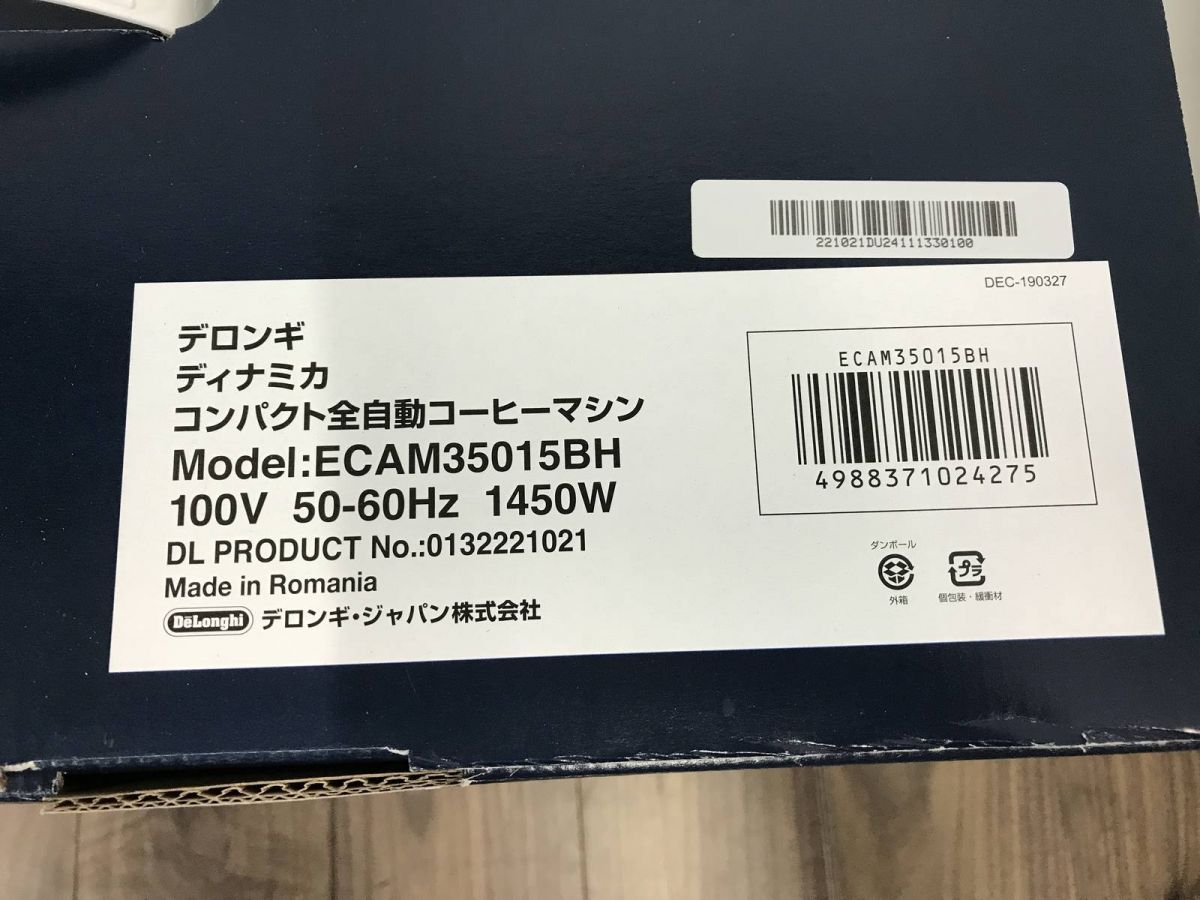 221021DU24111330100
DEC-190327
デロンギ
ディナミカ
コンパクト全自動コーヒーマシン
Model:ECAM35015BH
100V 50-60Hz 1450W
DL PRODUCT No.:0132221021
Made in Romania
DeLonghi デロンギ・ジャパン株式会社
ECAM35015BH
4988371024275
ダンボール
外箱
プラ
個包装・緩衝材